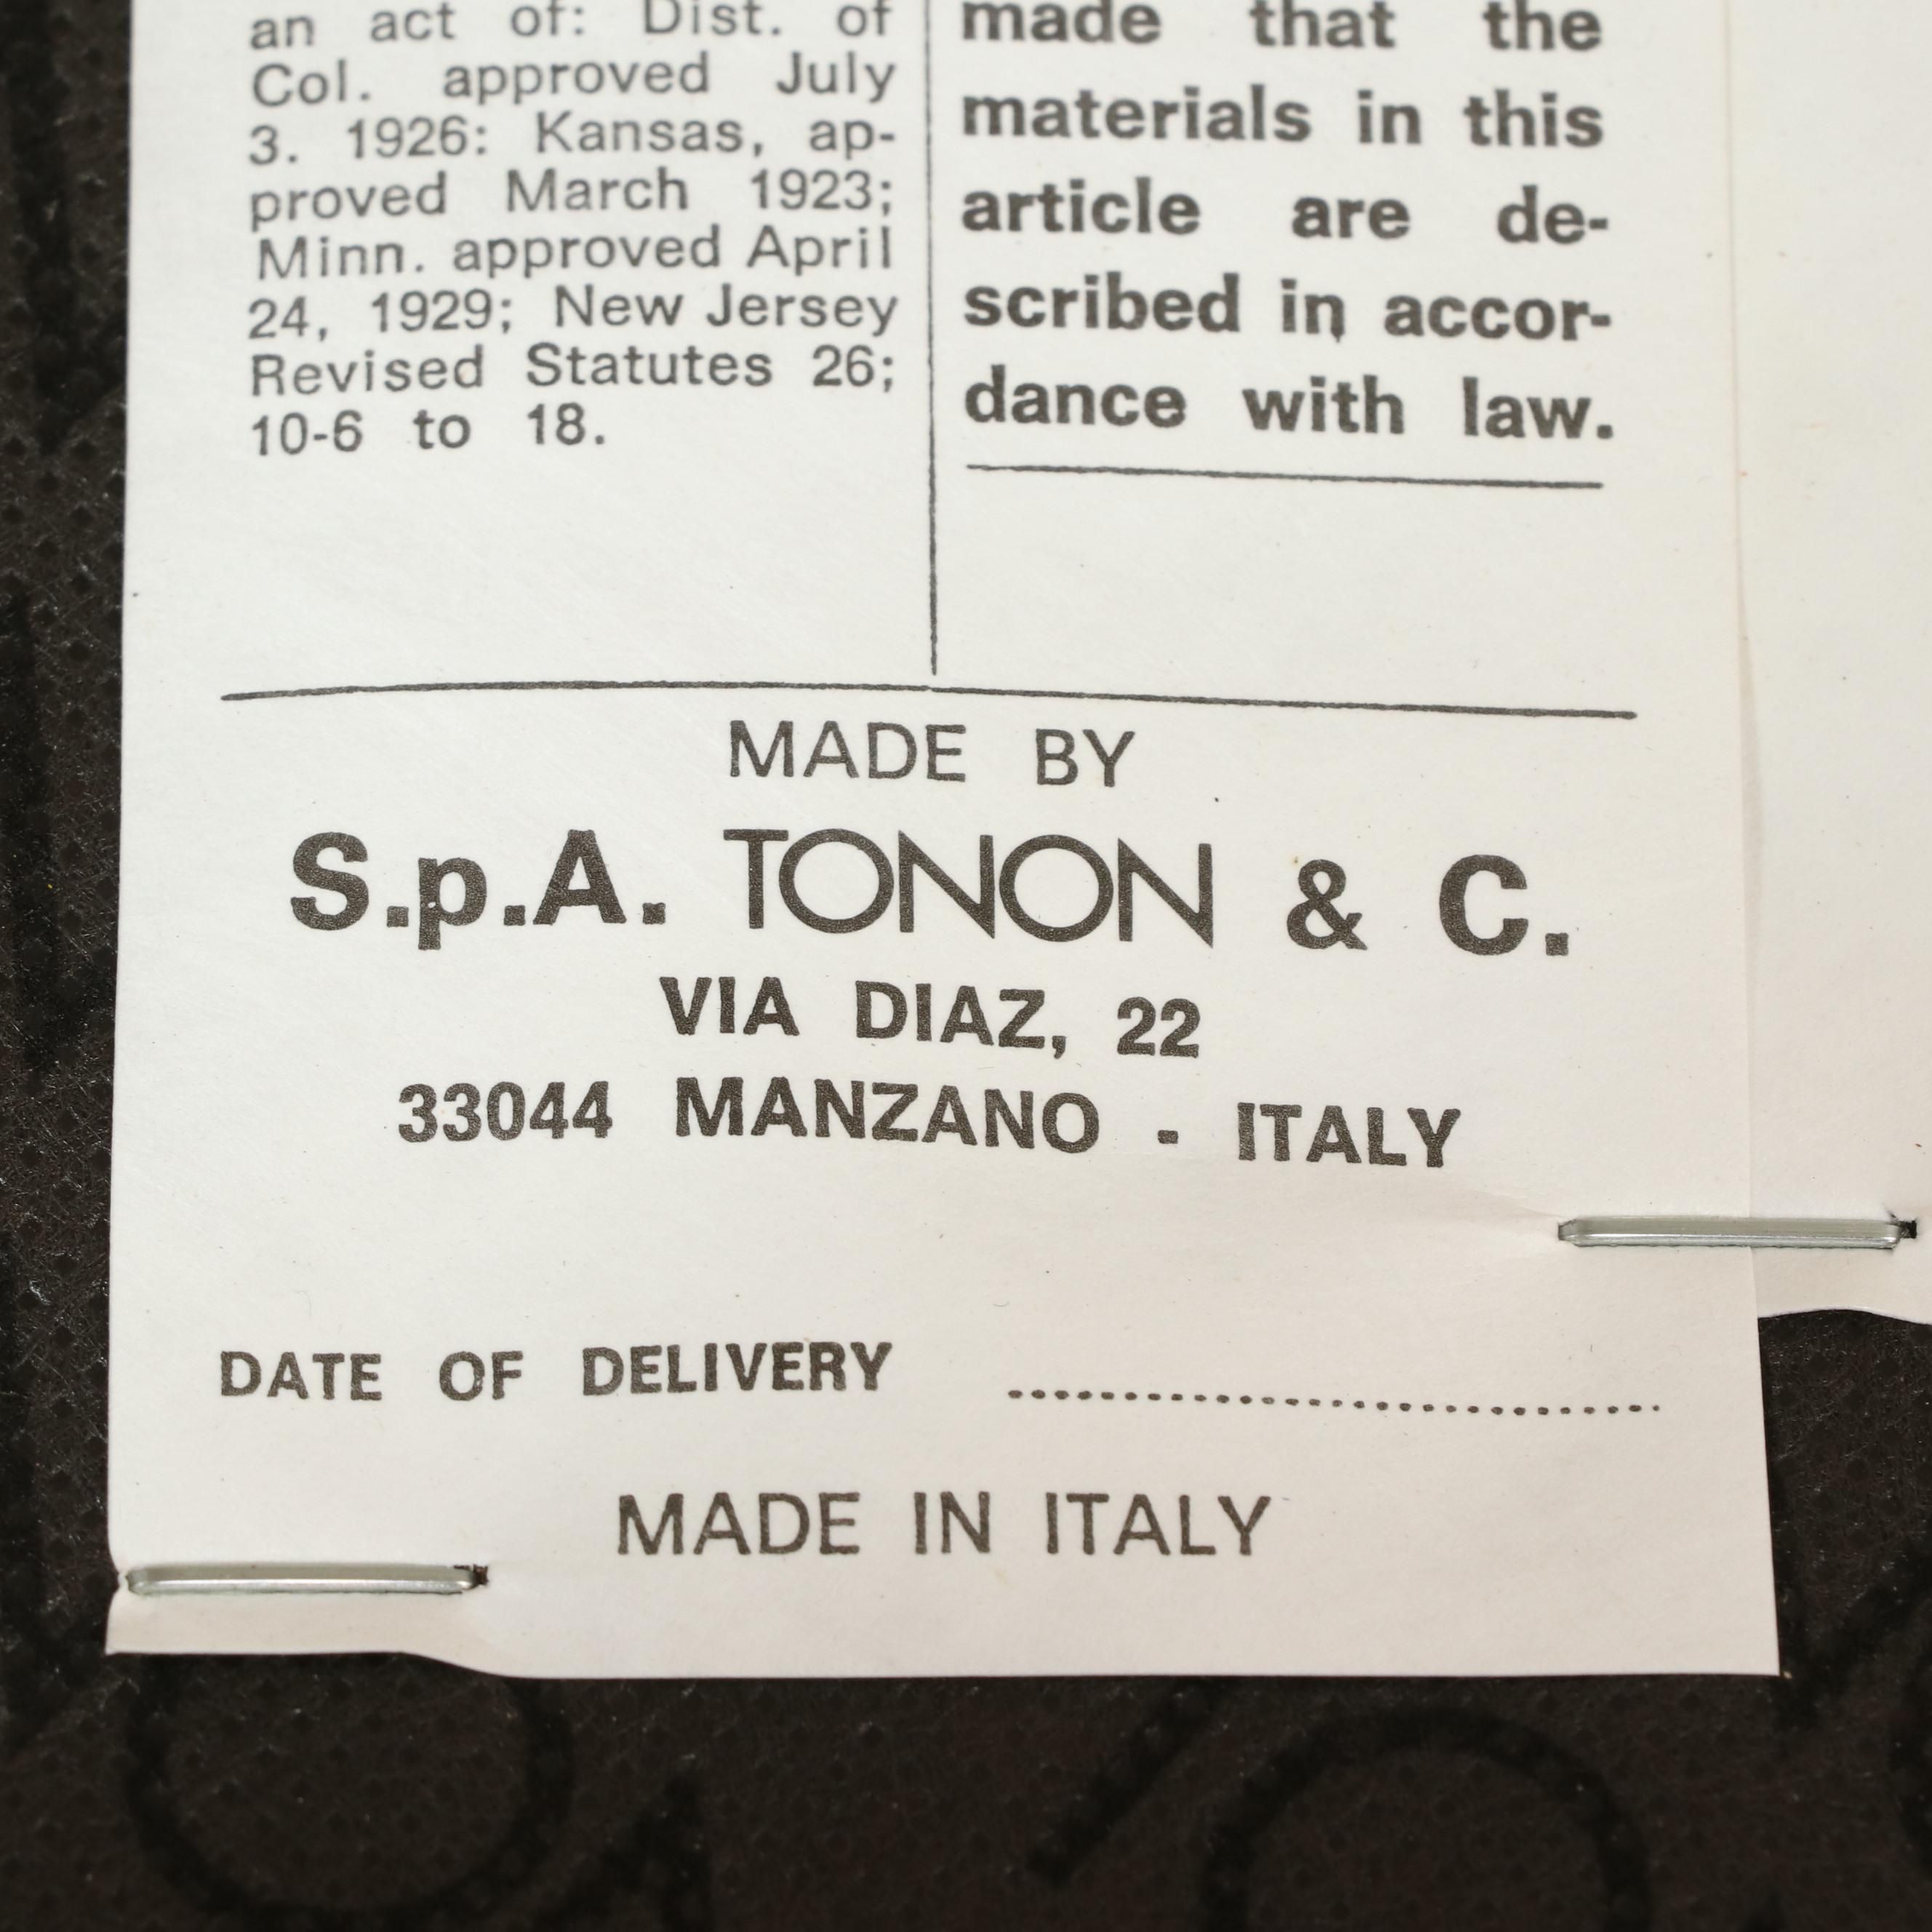 an act of: Dist. of
Col. approved July
3. 1926: Kansas, ap-
proved March 1923;
Minn. approved April
24, 1929; New Jersey
Revised Statutes 26;
10-6 to 18.
made that the
materials in this
article are de-
scribed in accor-
dance with law.
MADE BY
S.p.A. TONON & C.
VIA DIAZ, 22
33044 MANZANO - ITALY
DATE OF DELIVERY ........................................
MADE IN ITALY